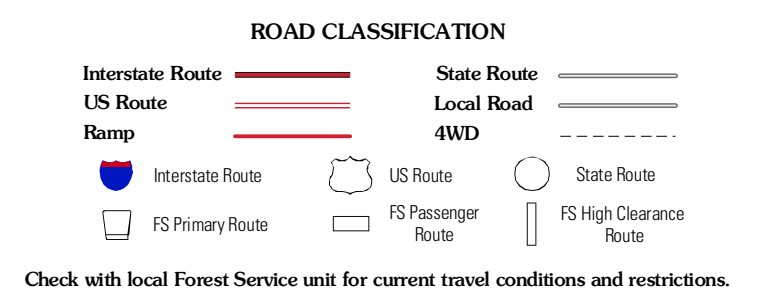 ROAD CLASSIFICATION
Interstate Route
State Route
US Route
Local Road
Ramp
4WD
Interstate Route
US Route
State Route
FS Primary Route
FS Passenger
Route
FS High Clearance
Route
Check with local Forest Service unit for current travel conditions and restrictions.